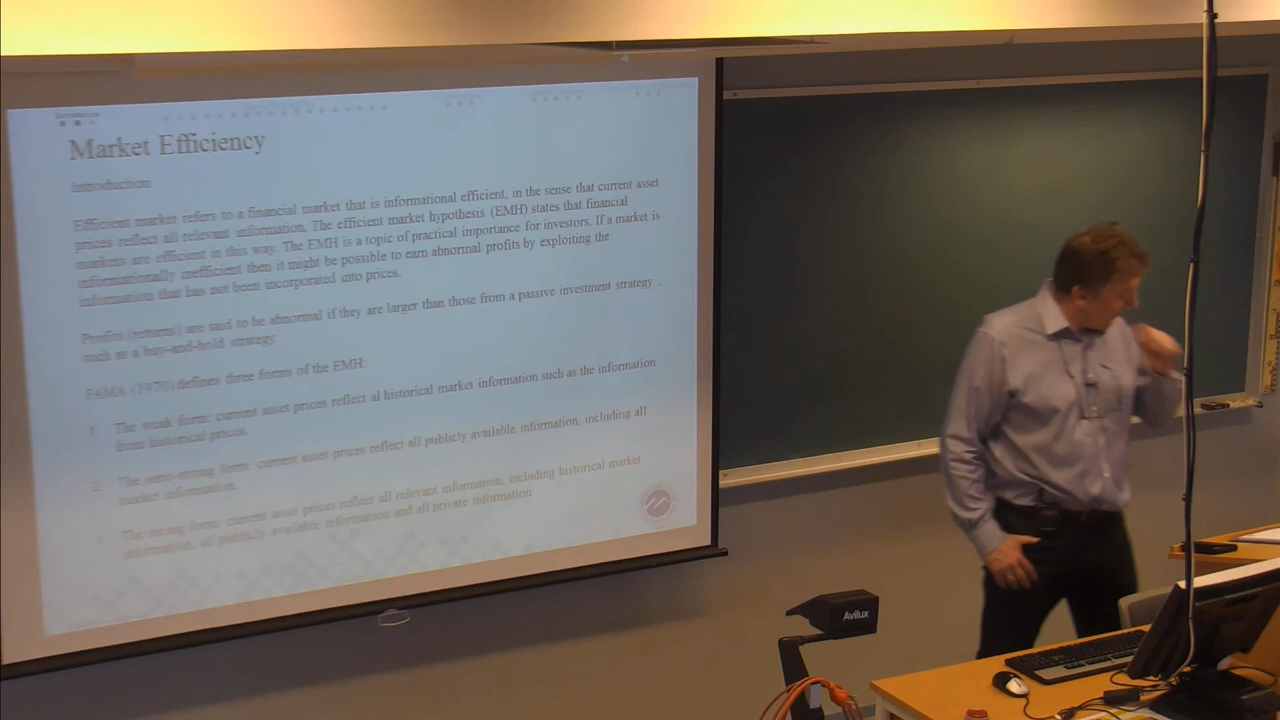 Introduction
Market Efficiency
Introduction
Efficient market refers to a financial market that is informational efficient, in the sense that current asset
prices reflect all relevant information. The efficient market hypothesis (EMH) states that financial
markets are efficient in this way. The EMH is a topic of practical importance for investors. If a market is
informationally inefficient then it might be possible to earn abnormal profits by exploiting the
information that has not been incorporated into prices.
Profits (returns) are said to be abnormal if they are larger than those from a passive investment strategy .
such as a buy-and-hold strategy.
FAMA (1970) defines three forms of the EMH:
1. The weak form: current asset prices reflect al historical market information such as the information
from historical prices.
2. The semi-strong form: current asset prices reflect all publicly available information, including all
market information.
3. The strong form: current asset prices reflect all relevant information, including historical market
information, all publicly available information and all private information
Avilux